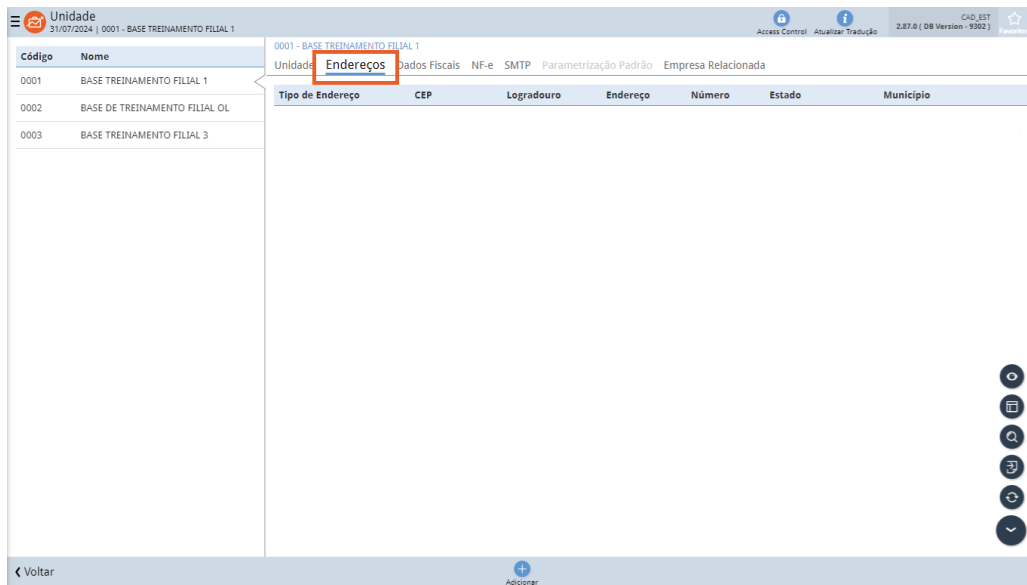 Unidade
31/07/2024 | 0001 - BASE TREINAMENTO FILIAL 1
Access Control
Atualizar Tradução
CAD_EST
2.87.0 ( DB Version - 9302 )
Favorito
Código Nome
0001 BASE TREINAMENTO FILIAL 1
0002 BASE DE TREINAMENTO FILIAL OL
0003 BASE TREINAMENTO FILIAL 3
0001 - BASE TREINAMENTO FILIAL 1
Unidade Endereços Dados Fiscais NF-e SMTP Parametrização Padrão Empresa Relacionada
Tipo de Endereço CEP Logradouro Endereço Número Estado Município
Voltar
Adicionar